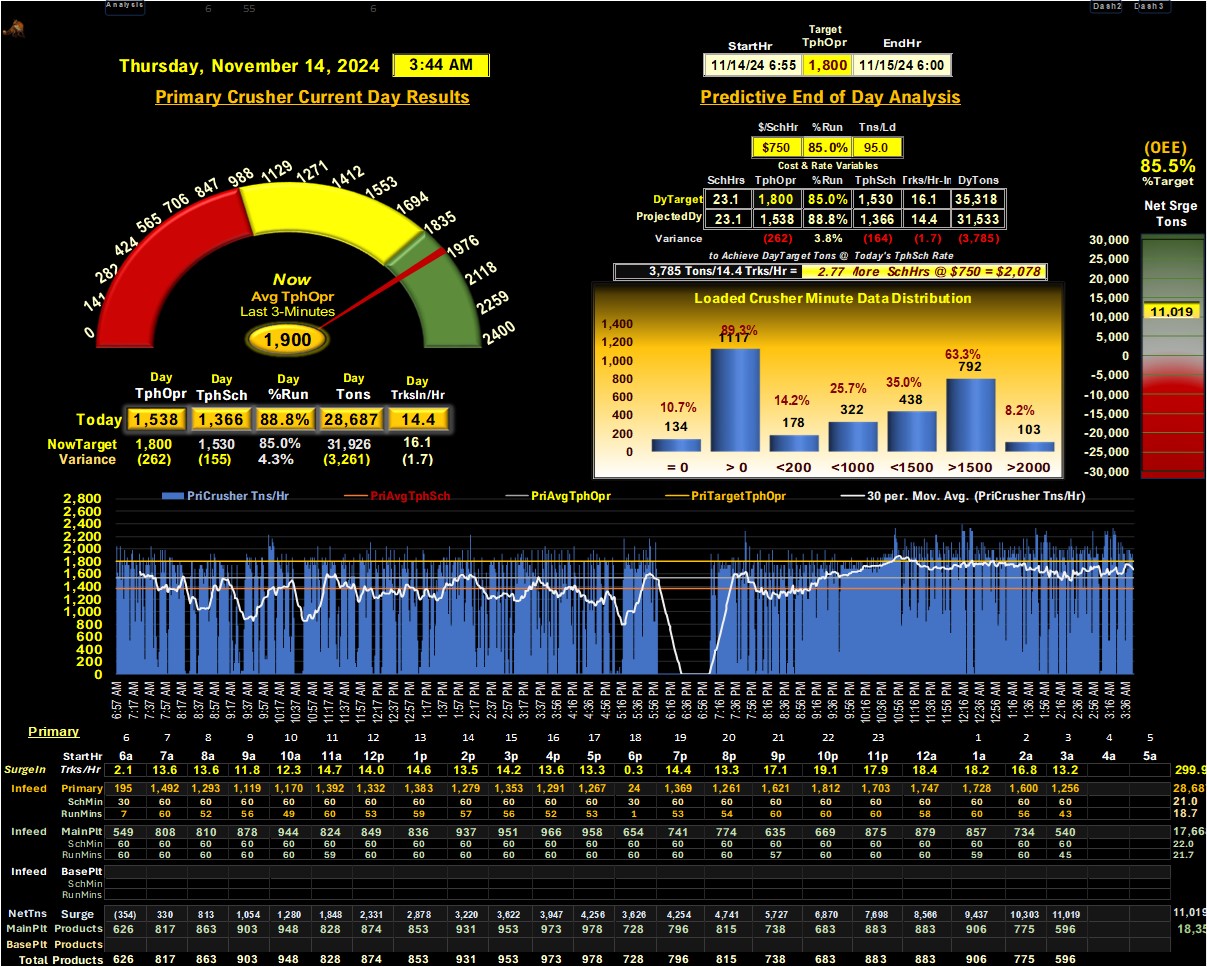 Analysis 6 55 6 Dash2 Dash3
Target
StartHr TphOpr EndHr
Thursday, November 14, 2024 3:44 AM 11/14/24 6:55 1,800 11/15/24 6:00
Primary Crusher Current Day Results
Predictive End of Day Analysis
$/SchHr %Run Tns/Ld
$750 85.0% 95.0
Cost & Rate Variables
SchHrs TphOpr %Run TphSch Trks/Hr-In DyTons
DyTarget 23.1 1,800 85.0% 1,530 16.1 35,318
ProjectedDy 23.1 1,538 88.8% 1,366 14.4 31,533
Variance (262) 3.8% (164) (1.7) (3,785)
to Achieve DayTarget Tons @ Today's TphSch Rate
3,785 Tons/14.4 Trks/Hr = 2.77 More SchHrs @ $750 = $2,078
(OEE)
85.5%
%Target
Net Srge
Tons
30,000
25,000
20,000
15,000
11,019
10,000
5,000
0
-5,000
-10,000
-15,000
-20,000
-25,000
-30,000
0 141 282 424 565 706 847 988 1129 1271 1412 1553 1694 1835 1976 2118 2259 2400
Now
Avg TphOpr
Last 3-Minutes
1,900
Day Day Day Day Day
TphOpr TphSch %Run Tons TrksIn/Hr
Today 1,538 1,366 88.8% 28,687 14.4
NowTarget 1,800 1,530 85.0% 31,926 16.1
Variance (262) (155) 4.3% (3,261) (1.7)
Loaded Crusher Minute Data Distribution
1,400
1,200
1,000
800
600
400
200
0
10.7% 89.3% 14.2% 25.7% 35.0% 63.3% 8.2%
134 1117 178 322 438 792 103
= 0 > 0 <200 <1000 <1500 >1500 >2000
PriCrusher Tns/Hr PriAvgTphSch PriAvgTphOpr PriTargetTphOpr 30 per. Mov. Avg. (PriCrusher Tns/Hr)
2,800
2,600
2,400
2,200
2,000
1,800
1,600
1,400
1,200
1,000
800
600
400
200
0
6:57 AM 7:17 AM 7:37 AM 7:57 AM 8:17 AM 8:37 AM 8:57 AM 9:17 AM 9:37 AM 9:57 AM 10:17 AM 10:37 AM 10:57 AM 11:17 AM 11:37 AM 11:57 AM 12:17 PM 12:37 PM 12:57 PM 1:17 PM 1:37 PM 1:57 PM 2:17 PM 2:37 PM 2:57 PM 3:16 PM 3:37 PM 3:56 PM 4:16 PM 4:36 PM 4:56 PM 5:16 PM 5:36 PM 5:56 PM 6:16 PM 6:36 PM 6:56 PM 7:16 PM 7:36 PM 7:56 PM 8:16 PM 8:36 PM 8:56 PM 9:16 PM 9:36 PM 9:56 PM 10:16 PM 10:36 PM 10:56 PM 11:16 PM 11:36 PM 11:56 PM 12:16 AM 12:36 AM 12:56 AM 1:16 AM 1:36 AM 1:56 AM 2:16 AM 2:36 AM 2:56 AM 3:16 AM 3:36 AM
Primary 6 7 8 9 10 11 12 13 14 15 16 17 18 19 20 21 22 23 1 2 3 4 5
StartHr 6a 7a 8a 9a 10a 11a 12p 1p 2p 3p 4p 5p 6p 7p 8p 9p 10p 11p 12a 1a 2a 3a 4a 5a
SurgeIn Trks/Hr 2.1 13.6 13.6 11.8 12.3 14.7 14.0 14.6 13.5 14.2 13.6 13.3 0.3 14.4 13.3 17.1 19.1 17.9 18.4 18.2 16.8 13.2 299.9
Infeed Primary 195 1,492 1,293 1,119 1,170 1,392 1,332 1,383 1,279 1,353 1,291 1,267 24 1,369 1,261 1,621 1,812 1,703 1,747 1,728 1,600 1,256 28,687
SchMin 30 60 60 60 60 60 60 60 60 60 60 60 30 60 60 60 60 60 60 60 60 60 21.0
RunMins 7 60 52 56 49 60 53 59 57 56 52 53 1 53 54 60 60 60 58 60 56 43 18.7
Infeed MainPlt 549 808 810 878 944 824 849 836 937 951 966 958 654 741 774 635 669 875 879 857 734 540 17,66
SchMin 60 60 60 60 60 60 60 60 60 60 60 60 60 60 60 60 60 60 60 60 60 60 22.0
RunMins 60 60 60 60 60 59 60 60 60 60 60 60 60 60 60 57 60 60 60 59 60 45 21.7
Infeed BasePlt
SchMin
RunMins
NetTns Surge (354) 330 813 1,054 1,280 1,848 2,331 2,878 3,220 3,622 3,947 4,256 3,626 4,254 4,741 5,727 6,870 7,698 8,566 9,437 10,303 11,019 11,019
MainPlt Products 626 817 863 903 948 828 874 853 931 953 973 978 728 796 815 738 683 883 883 906 775 596 18,35
BasePlt Products
Total Products 626 817 863 903 948 828 874 853 931 953 973 978 728 796 815 738 683 883 883 906 775 596